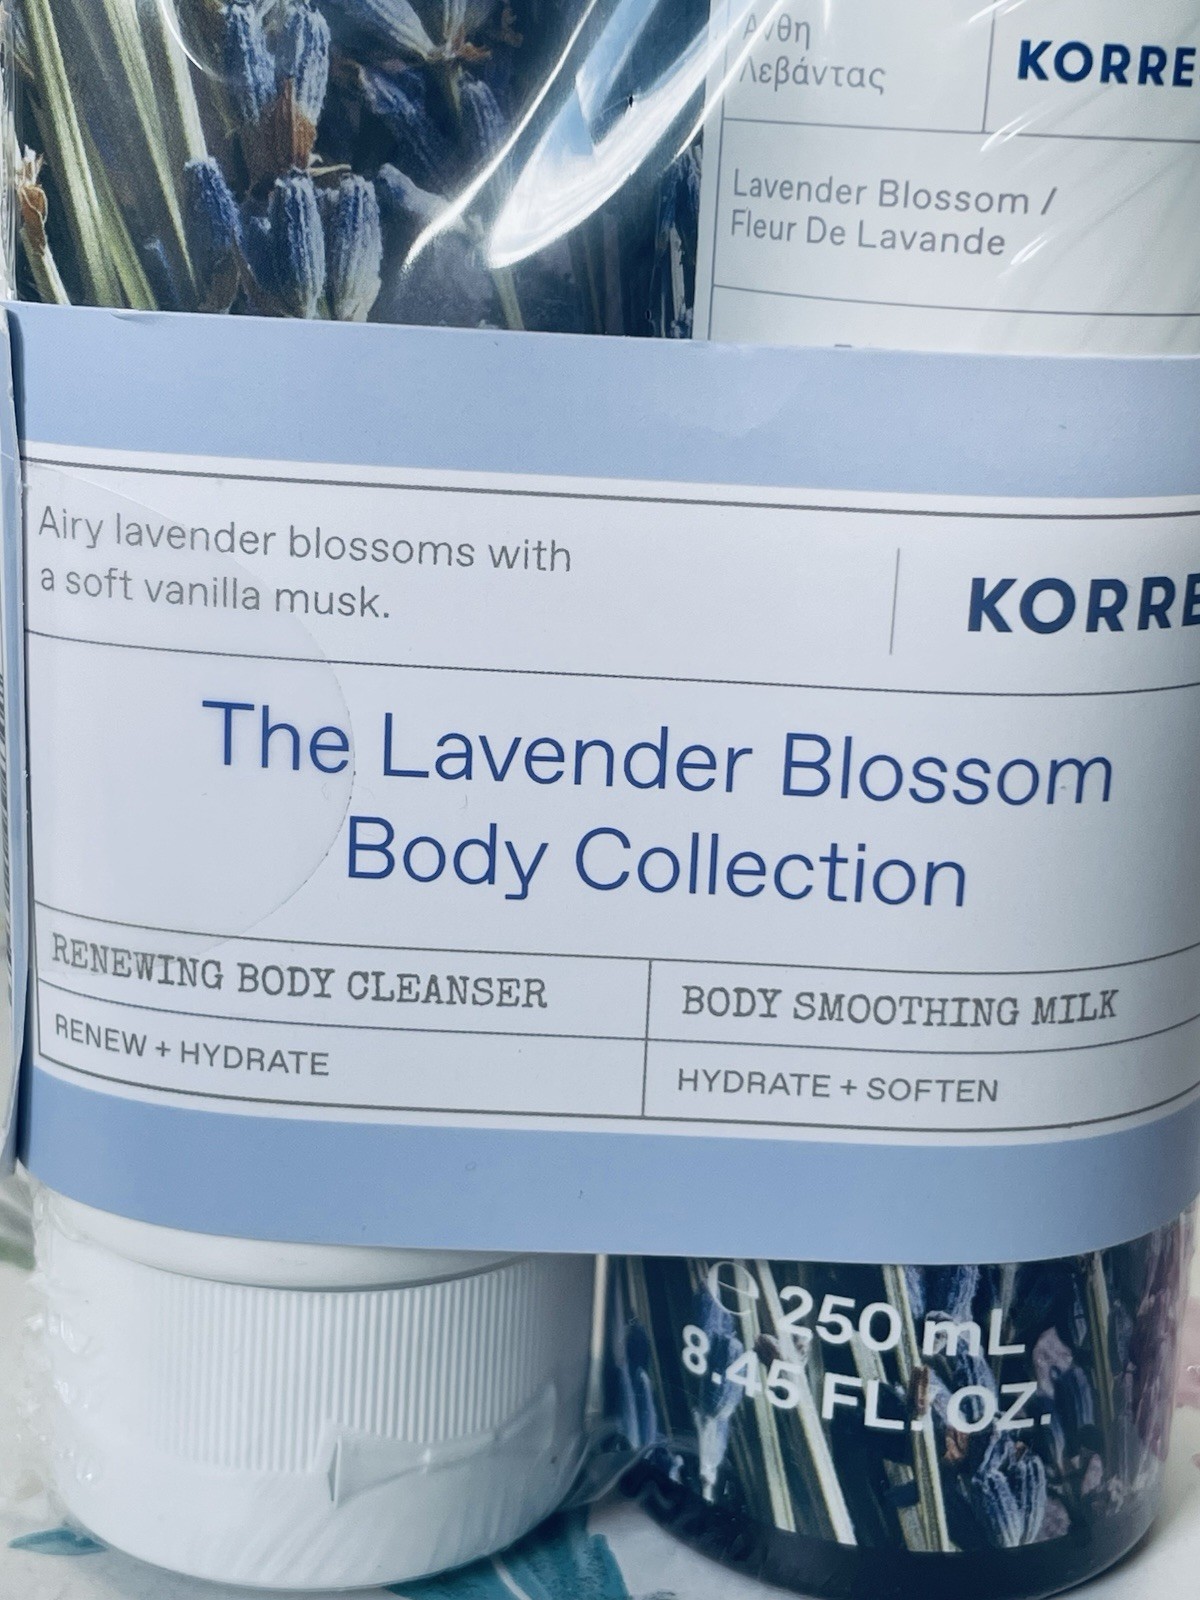 Άνθη
Λεβάντας
KORRE
Lavender Blossom /
Fleur De Lavande
Airy lavender blossoms with
a soft vanilla musk.
KORRE
The Lavender Blossom
Body Collection
RENEWING BODY CLEANSER
RENEW + HYDRATE
BODY SMOOTHING MILK
HYDRATE + SOFTEN
℮ 250 mL
8.45 FL. OZ.